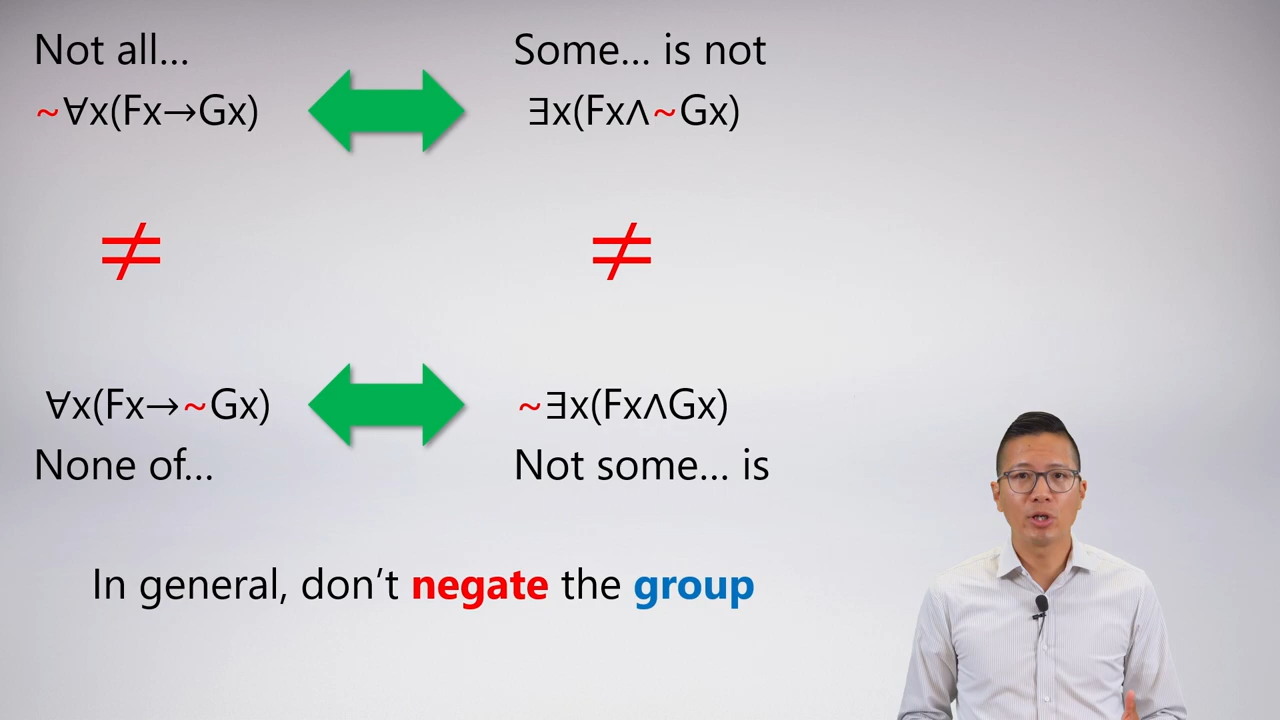 Not all...
Some... is not
~∀x(Fx→Gx)
∃x(Fx∧~Gx)
≠
≠
∀x(Fx→~Gx)
~∃x(Fx∧Gx)
None of...
Not some... is
In general, don’t negate the group